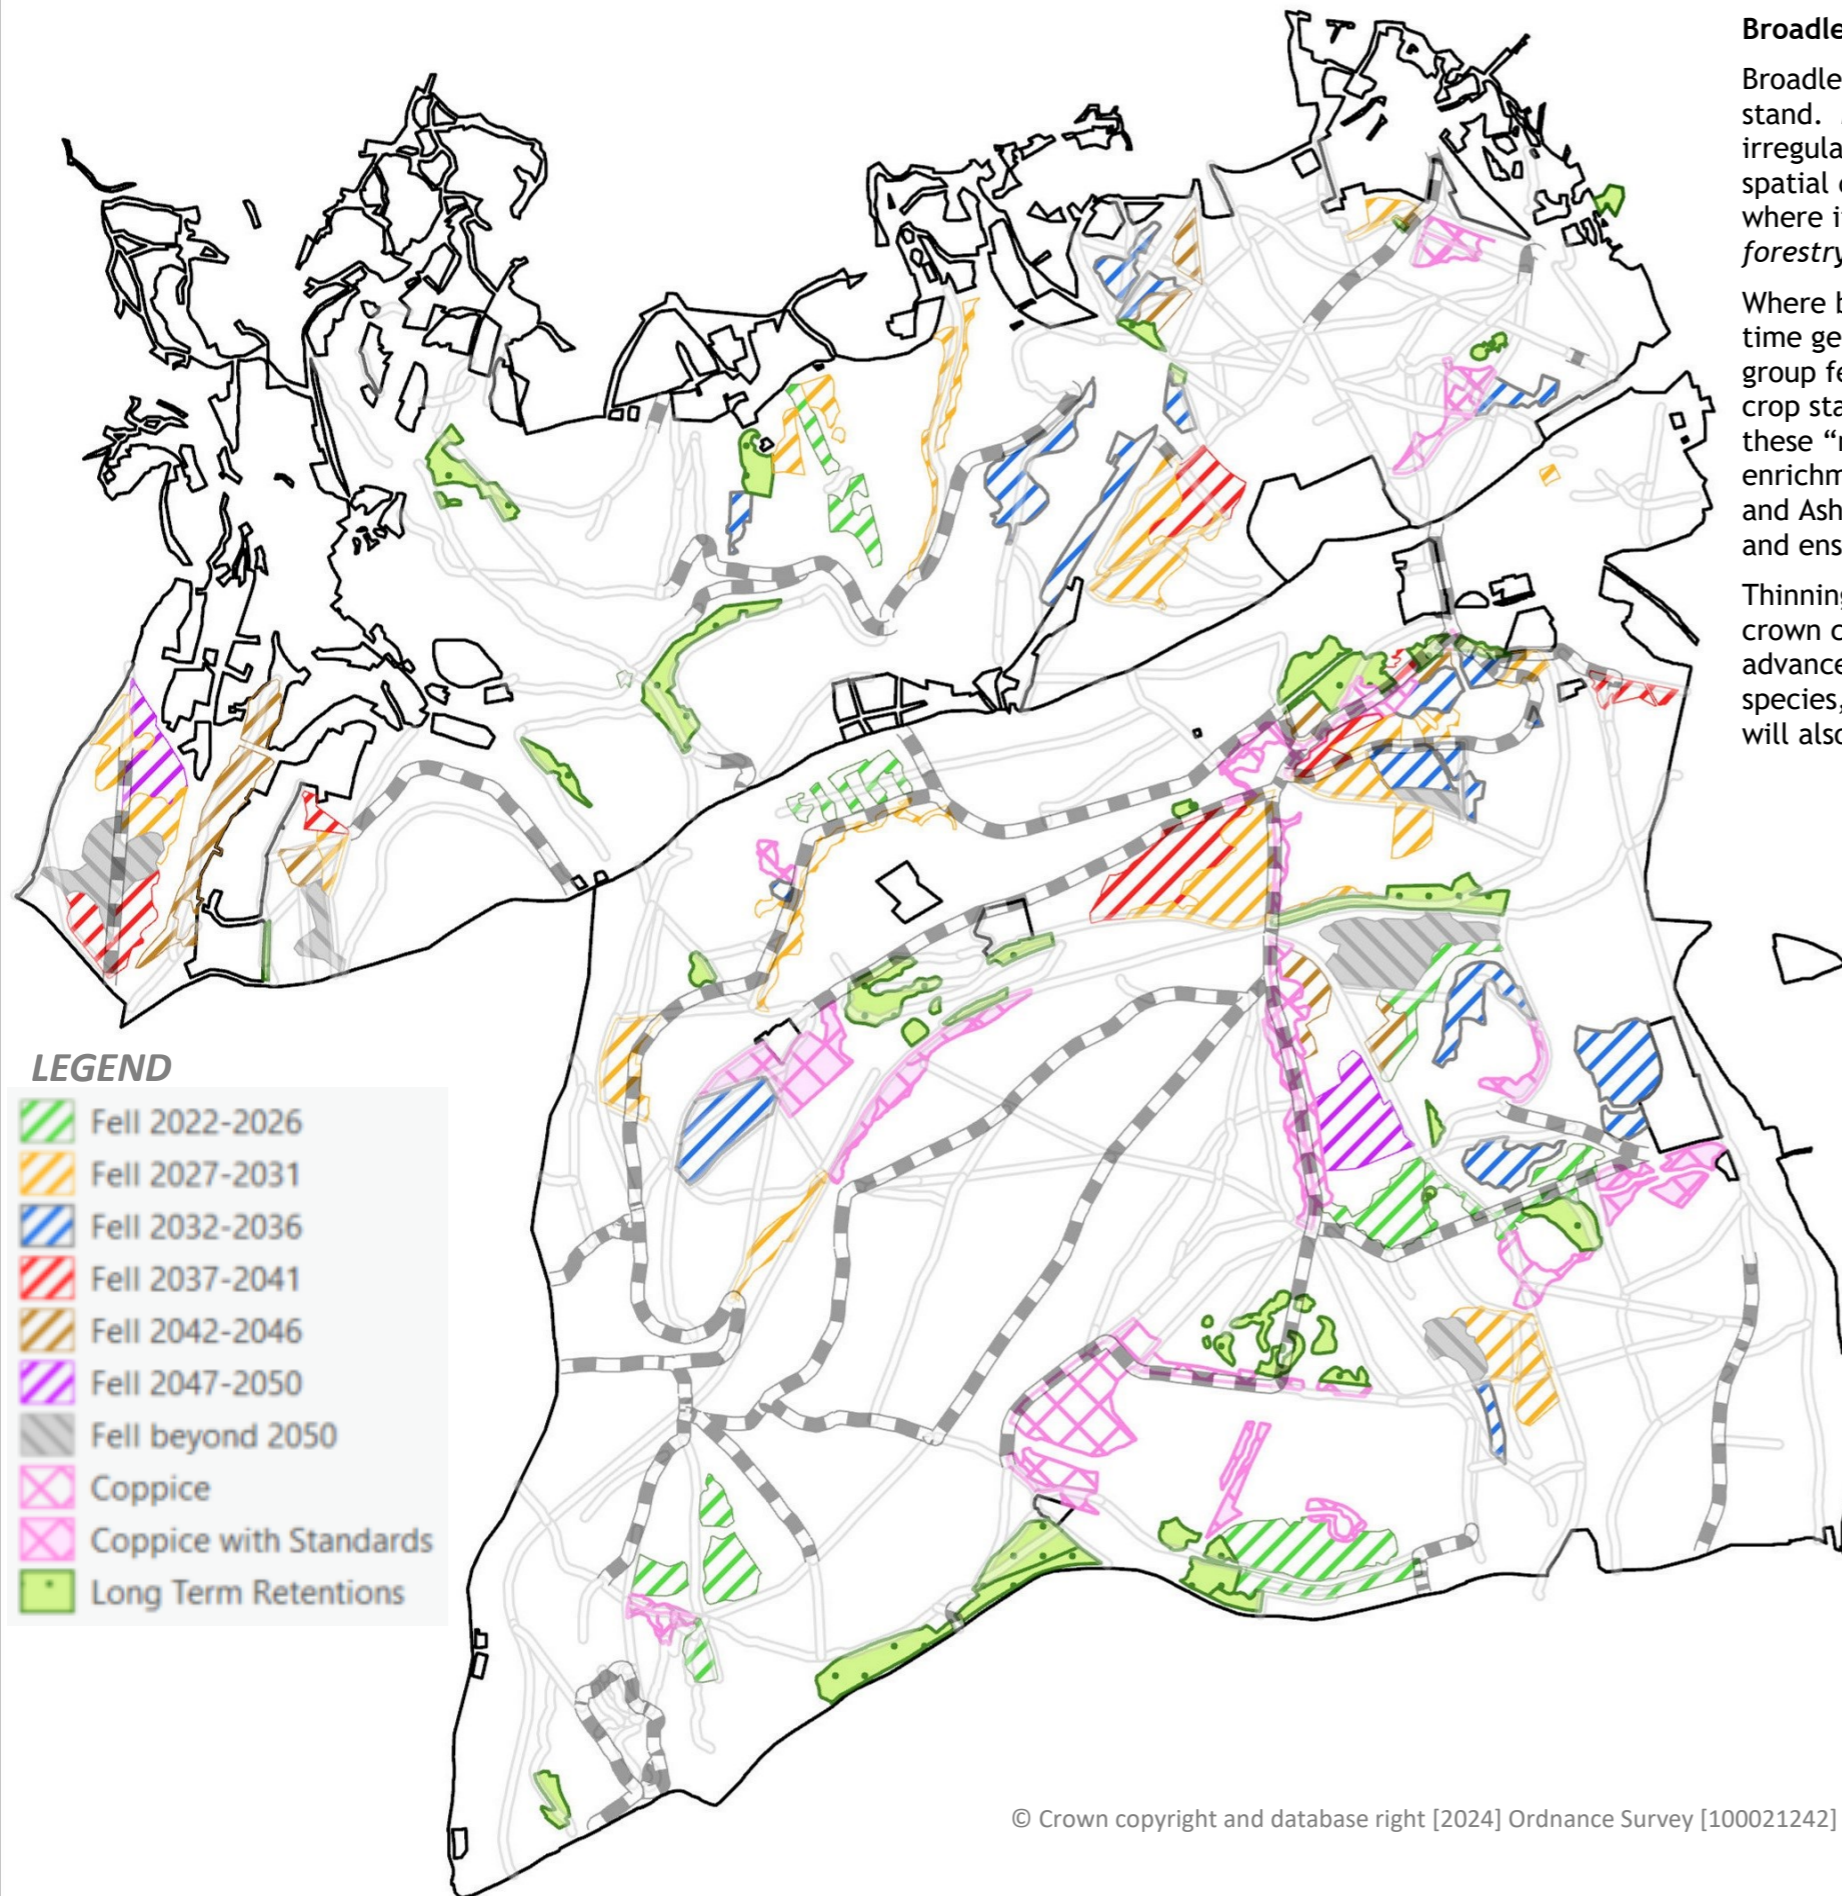 Broadle
Broadle
stand.
irregula
spatial
where i
forestry
Where b
time ge
group fe
crop sta
these “
enrichm
and Ash
and ens
Thinning
crown c
advance
species,
will also
LEGEND
Fell 2022-2026
Fell 2027-2031
Fell 2032-2036
Fell 2037-2041
Fell 2042-2046
Fell 2047-2050
Fell beyond 2050
Coppice
Coppice with Standards
Long Term Retentions
© Crown copyright and database right [2024] Ordnance Survey [100021242]